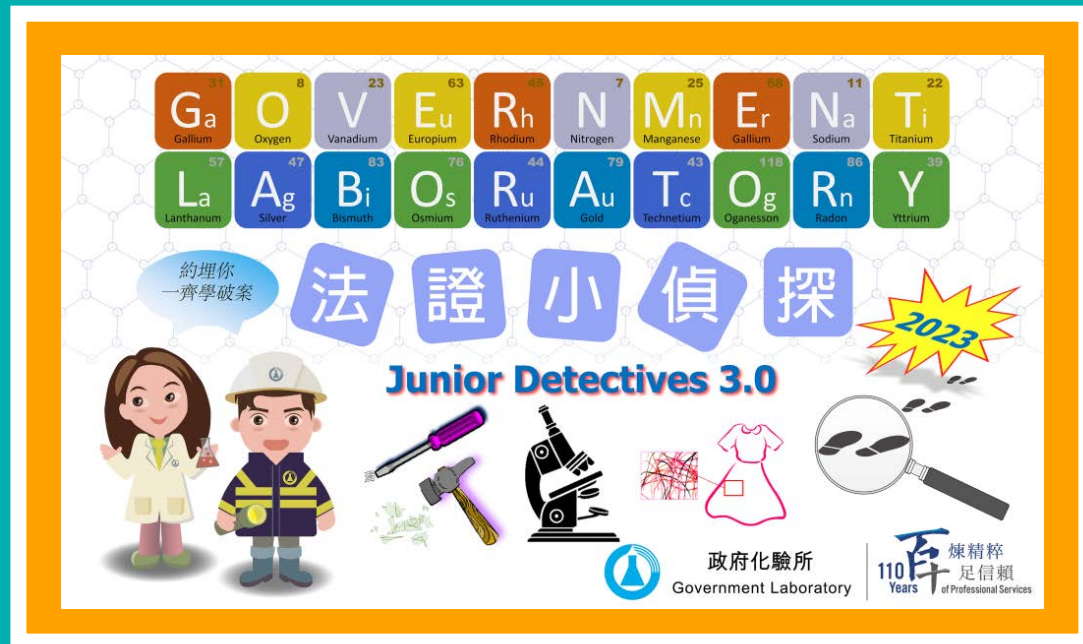 31 8 23 63 45 7 25 68 11 22
Ga O V Eu Rh N Mn Er Na Ti
Gallium Oxygen Vanadium Europium Rhodium Nitrogen Manganese Gallium Sodium Titanium
57 47 83 76 44 79 43 118 86 39
La Ag Bi Os Ru Au Tc Og Rn Y
Lanthanum Silver Bismuth Osmium Ruthenium Gold Technetium Oganesson Radon Yttrium
約埋你
一齊學破案
法證小偵探
2023
Junior Detectives 3.0
政府化驗所
Government Laboratory
110 Years
百年
煉精粹
足信賴
of Professional Services